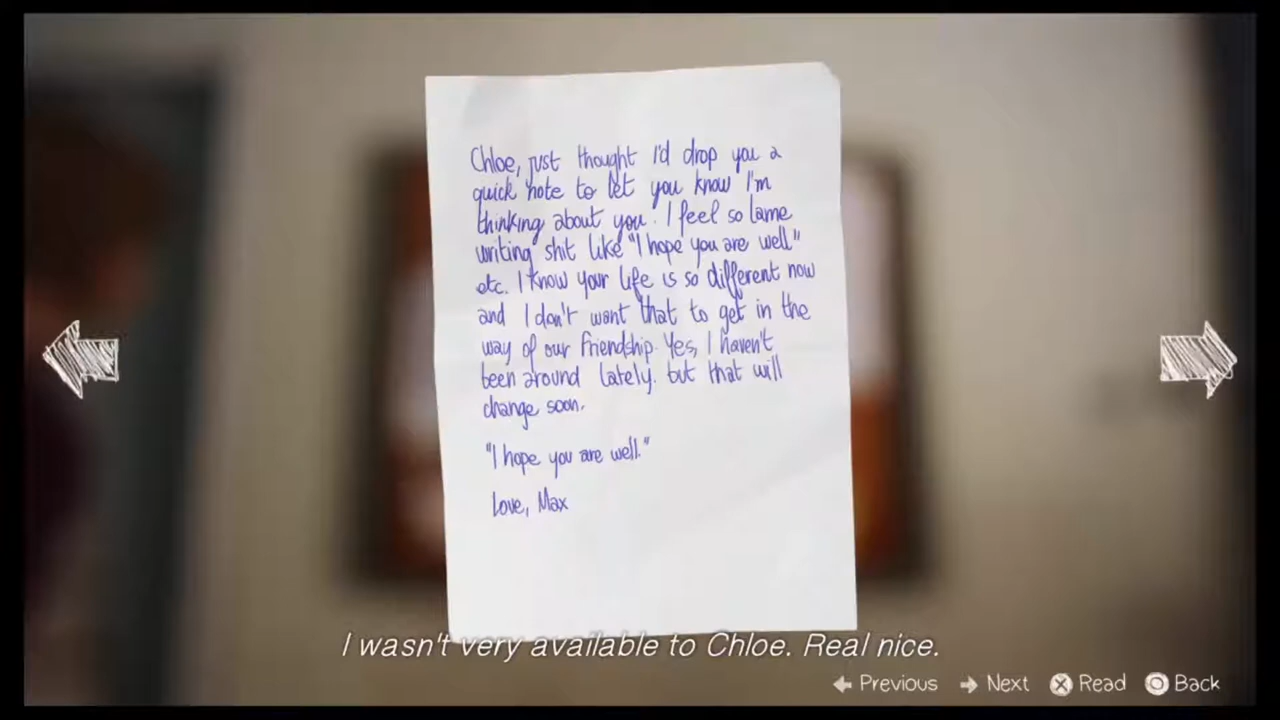 Chloe, just thought I'd drop you a
quick note to let you know I'm
thinking about you. I feel so lame
writing shit like "I hope you are well"
etc. I know your life is so different now
and I don't want that to get in the
way of our friendship. Yes, I haven't
been around lately. but that will
change soon.
"I hope you are well."
Love, Max
I wasn't very available to Chloe. Real nice.
Previous
Next
Read
Back